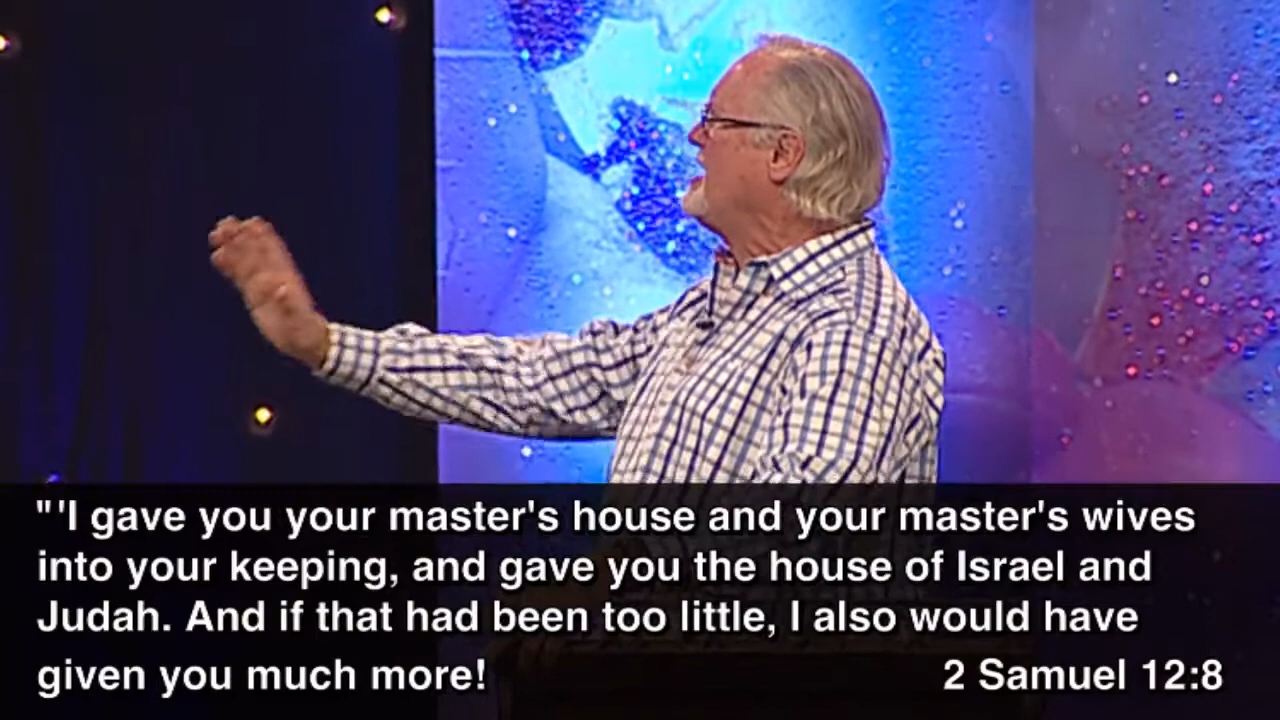 "'I gave you your master's house and your master's wives
into your keeping, and gave you the house of Israel and
Judah. And if that had been too little, I also would have
given you much more! 2 Samuel 12:8